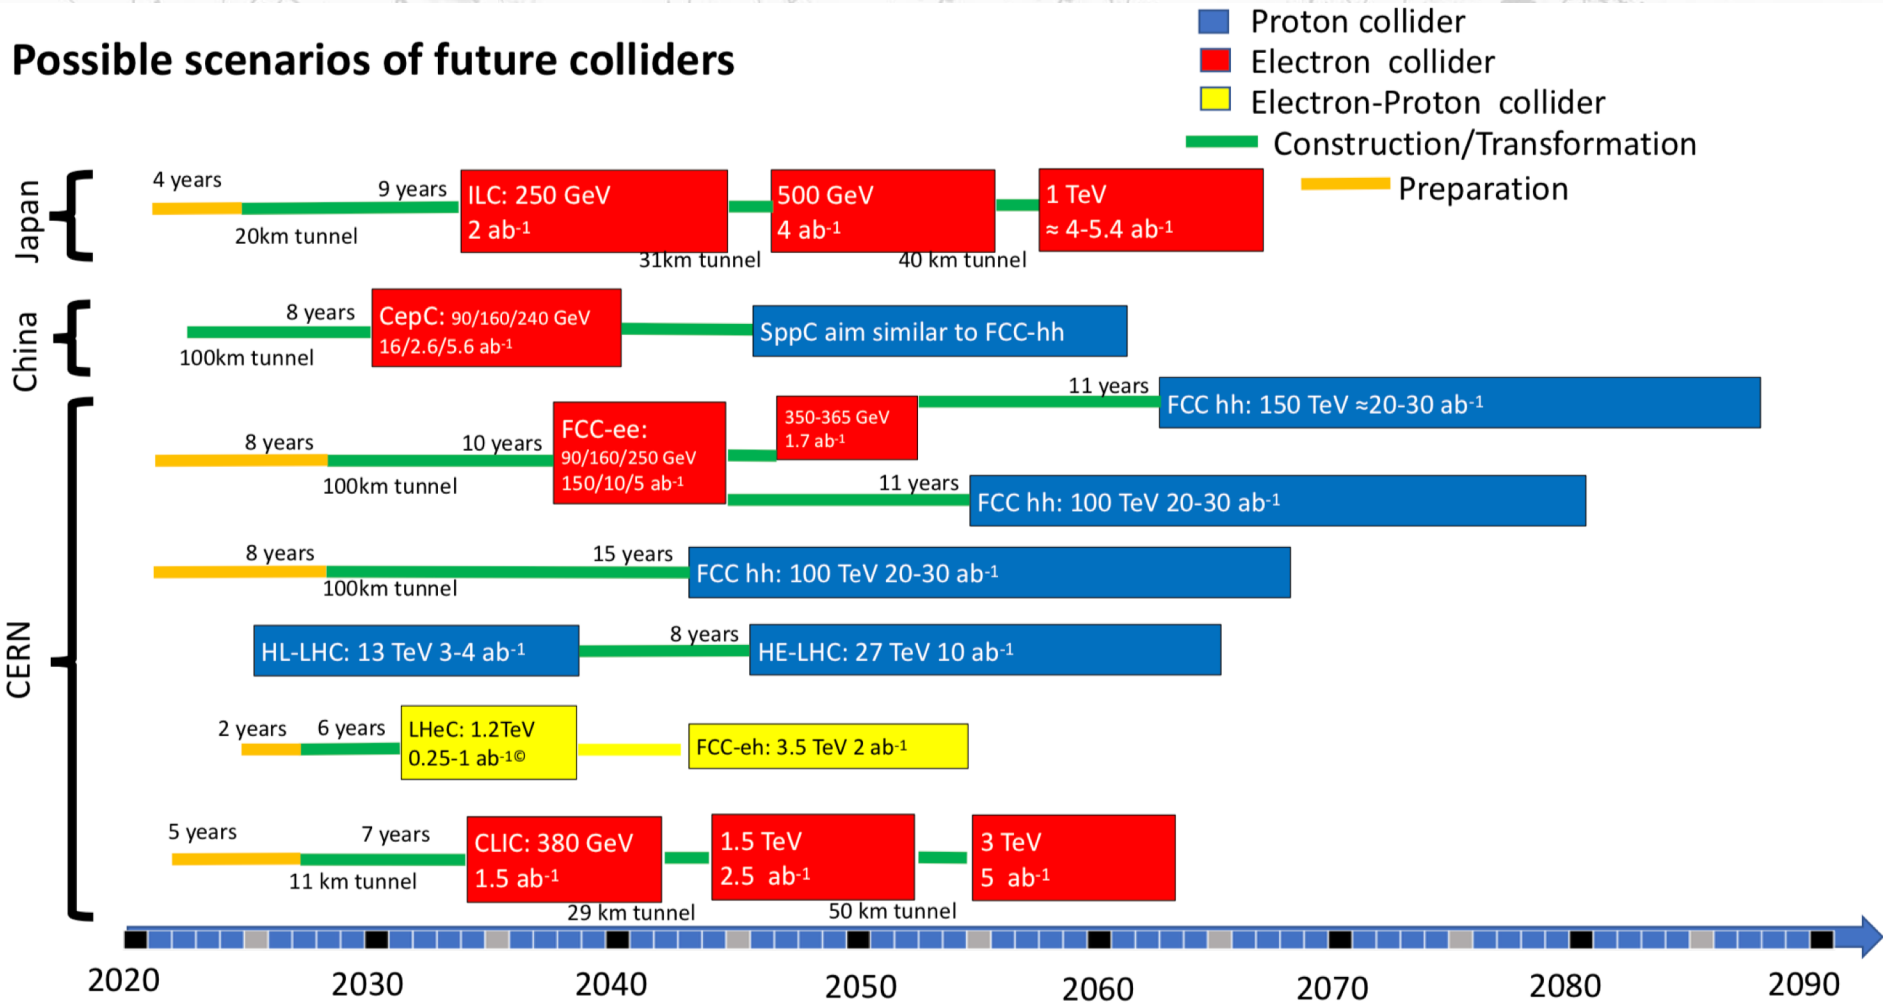 Possible scenarios of future colliders
Proton collider
Electron collider
Electron-Proton collider
Construction/Transformation
Preparation
Japan
4 years
9 years
20km tunnel
ILC: 250 GeV
2 ab-1
31km tunnel
500 GeV
4 ab-1
40 km tunnel
1 TeV
≈ 4-5.4 ab-1
China
8 years
100km tunnel
CepC: 90/160/240 GeV
16/2.6/5.6 ab-1
SppC aim similar to FCC-hh
CERN
8 years
10 years
100km tunnel
FCC-ee:
90/160/250 GeV
150/10/5 ab-1
350-365 GeV
1.7 ab-1
11 years
FCC hh: 150 TeV ≈20-30 ab-1
11 years
FCC hh: 100 TeV 20-30 ab-1
8 years
15 years
100km tunnel
FCC hh: 100 TeV 20-30 ab-1
HL-LHC: 13 TeV 3-4 ab-1
8 years
HE-LHC: 27 TeV 10 ab-1
2 years
6 years
LHeC: 1.2TeV
0.25-1 ab-1©
FCC-eh: 3.5 TeV 2 ab-1
5 years
7 years
11 km tunnel
CLIC: 380 GeV
1.5 ab-1
29 km tunnel
1.5 TeV
2.5 ab-1
50 km tunnel
3 TeV
5 ab-1
2020
2030
2040
2050
2060
2070
2080
2090